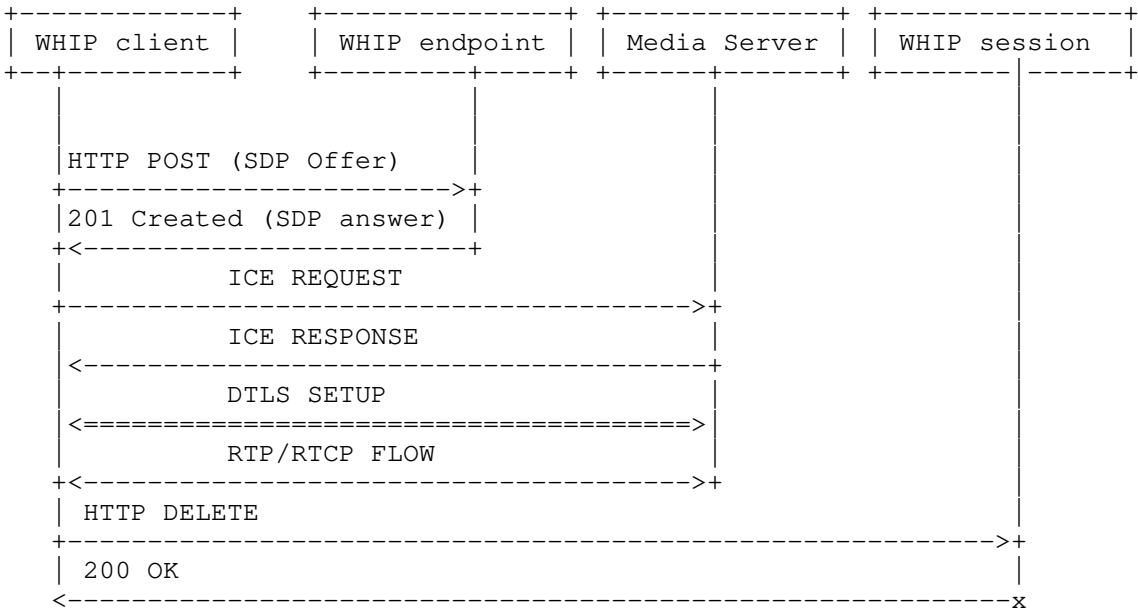 WHIP client WHIP endpoint Media Server WHIP session
HTTP POST (SDP Offer)
201 Created (SDP answer)
ICE REQUEST
ICE RESPONSE
DTLS SETUP
RTP/RTCP FLOW
HTTP DELETE
200 OK